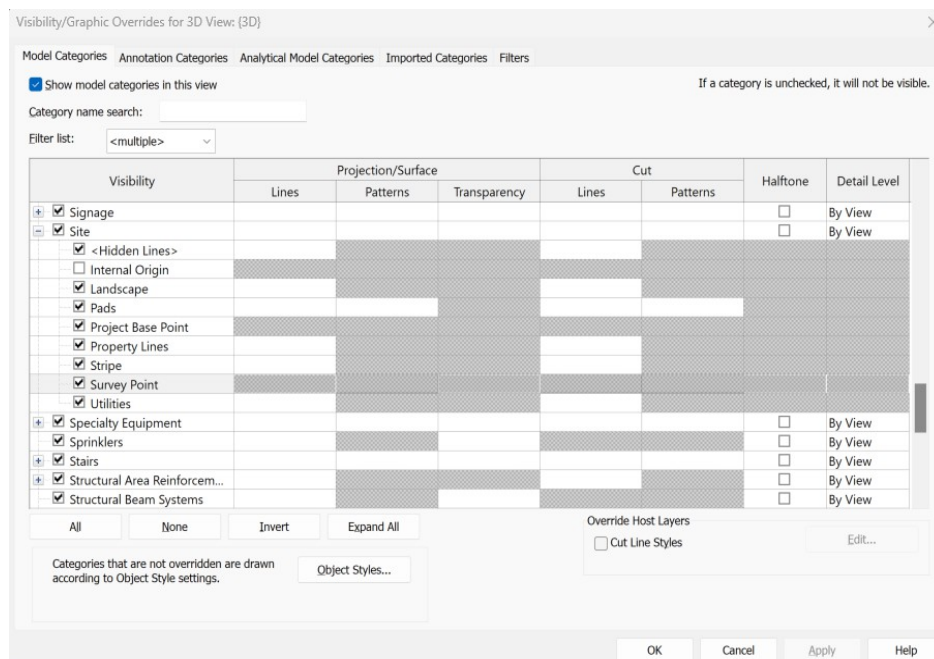 Visibility/Graphic Overrides for 3D View: {3D}
Model Categories Annotation Categories Analytical Model Categories Imported Categories Filters
Show model categories in this view If a category is unchecked, it will not be visible.
Category name search:
Filter list: <multiple>
Visibility Projection/Surface Cut Halftone Detail Level
Lines Patterns Transparency Lines Patterns
Signage By View
Site By View
<Hidden Lines>
Internal Origin
Landscape
Pads
Project Base Point
Property Lines
Stripe
Survey Point
Utilities
Specialty Equipment By View
Sprinklers By View
Stairs By View
Structural Area Reinforcem... By View
Structural Beam Systems By View
All None Invert Expand All
Override Host Layers
Cut Line Styles Edit...
Categories that are not overridden are drawn
according to Object Style settings.
Object Styles...
OK Cancel Apply Help